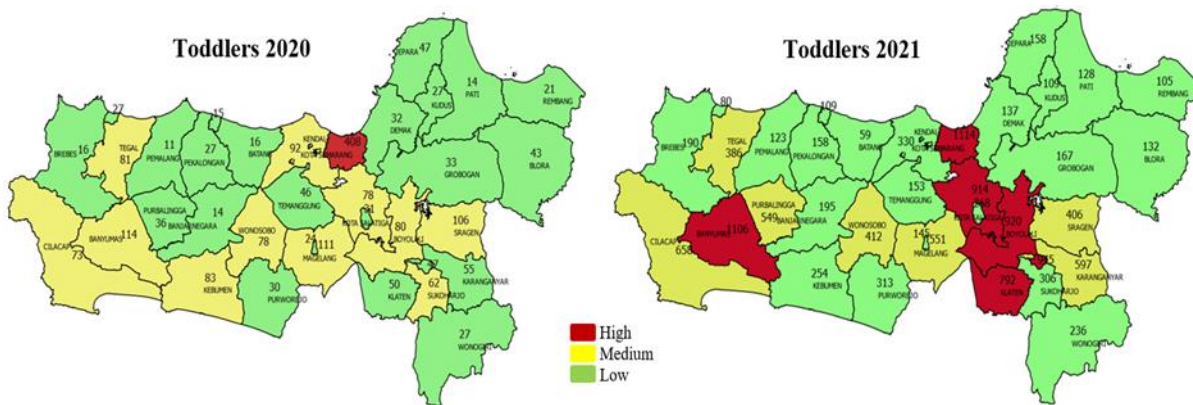 Toddlers 2020
JEPARA 47
14
PATI
27
KUDUS
21
REMBANG
32
DEMAK
33
GROBOGAN
43
BLORA
27
BREBES 16
TEGAL
81
11
PEMALANG
15
27
PEKALONGAN
16
BATANG
KENDAL
92
408
46
TEMANGGUNG
PURBALINGGA
36
14
BANJARNEGARA
BANYUMAS 114
CILACAP
73
WONOSOBO
78
83
KEBUMEN
30
PURWOREJO
111
MAGELANG
78
80
BOYOLALI
106
SRAGEN
55
KARANGANYAR
50
KLATEN
62
SUKOHARJO
27
High
Medium
Low
Toddlers 2021
JEPARA 158
128
PATI
109
KUDUS
105
REMBANG
137
DEMAK
167
GROBOGAN
132
BLORA
80
BREBES 190
TEGAL
386
123
PEMALANG
109
158
PEKALONGAN
59
BATANG
KENDAL
330
1114
153
TEMANGGUNG
PURBALINGGA
549
195
1106
CILACAP
658
WONOSOBO
412
254
KEBUMEN
313
PURWOREJO
145
551
MAGELANG
914
920
BOYOLALI
406
SRAGEN
597
KARANGANYAR
792
KLATEN
306
SUKOHARJO
236